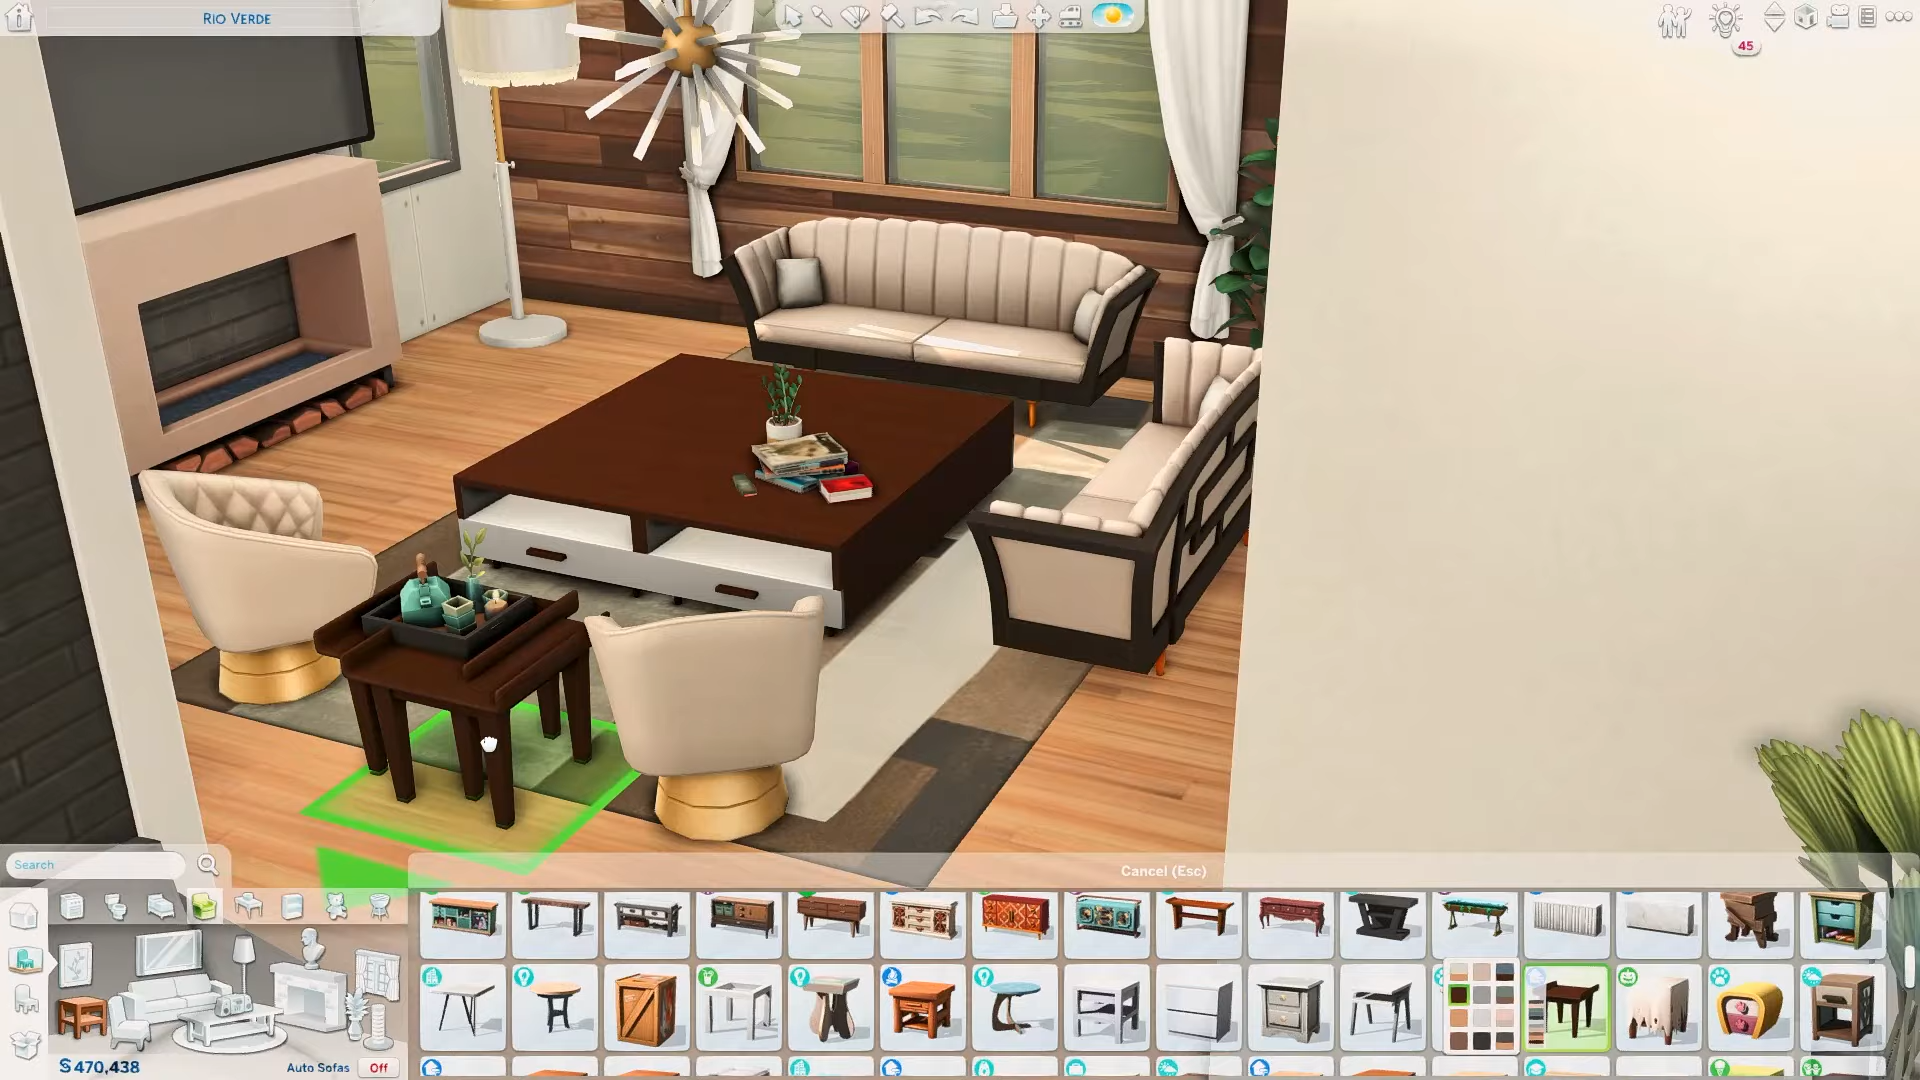 RIO VERDE
45
Cancel (Esc)
Search
§470,438
Auto Sofas Off